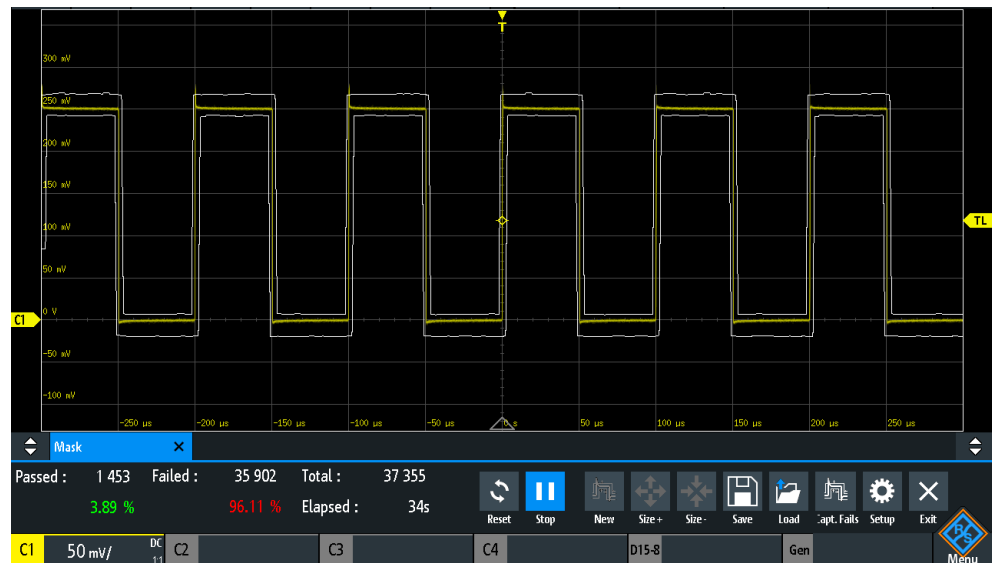 T
300 mV
250 mV
200 mV
150 mV
100 mV
TL
50 mV
0 V
C1
-50 mV
-100 mV
-250 µs -200 µs -150 µs -100 µs -50 µs 0 s 50 µs 100 µs 150 µs 200 µs 250 µs
Mask ×
Passed : 1 453 Failed : 35 902 Total : 37 355
3.89 % 96.11 % Elapsed : 34s
Reset Stop New Size + Size - Save Load Capt. Fails Setup Exit
C1 50 mV/ DC 1:1 C2 C3 C4 D15-8 Gen Menu
R&S